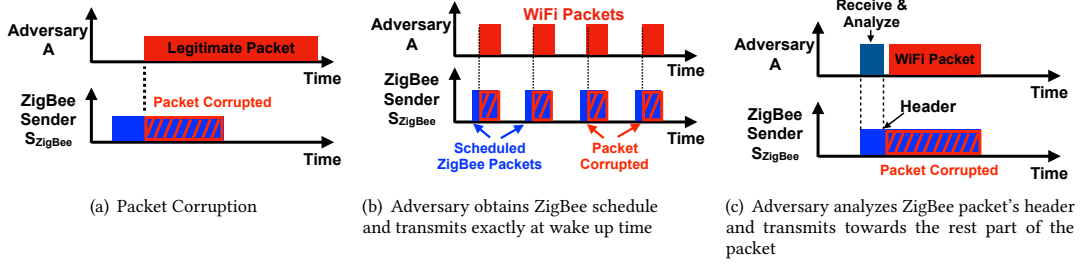 Adversary
A
Legitimate Packet
Time
ZigBee
Sender
SZigBee
Packet Corrupted
Time
(a) Packet Corruption
WiFi Packets
Adversary
A
Time
ZigBee
Sender
SZigBee
Time
Scheduled
ZigBee Packets
Packet
Corrupted
(b) Adversary obtains ZigBee schedule
and transmits exactly at wake up time
Receive &
Analyze
Adversary
A
WiFi Packet
Time
ZigBee
Sender
SZigBee
Header
Time
Packet Corrupted
(c) Adversary analyzes ZigBee packet's header
and transmits towards the rest part of the
packet